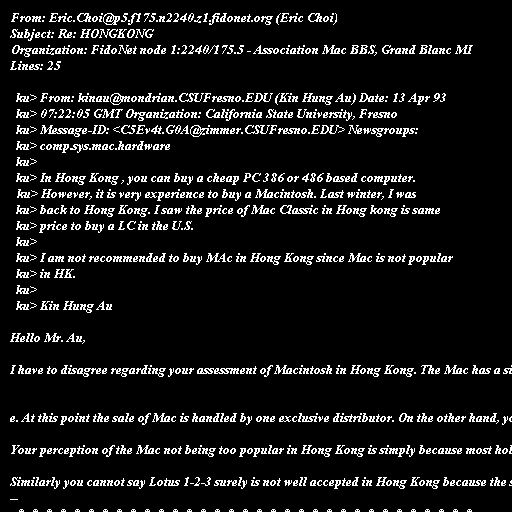 From: Eric.Choi@p5.f175.n2240.z1.fidonet.org (Eric Choi)
Subject: Re: HONGKONG
Organization: FidoNet node 1:2240/175.5 - Association Mac BBS, Grand Blanc MI
Lines: 25
ku> From: kinau@mondrian.CSUFresno.EDU (Kin Hung Au) Date: 13 Apr 93
ku> 07:22:05 GMT Organization: California State University, Fresno
ku> Message-ID: <C5Ev4t.G0A@zimmer.CSUFresno.EDU> Newsgroups:
ku> comp.sys.mac.hardware
ku>
ku> In Hong Kong , you can buy a cheap PC 386 or 486 based computer.
ku> However, it is very experience to buy a Macintosh. Last winter, I was
ku> back to Hong Kong. I saw the price of Mac Classic in Hong kong is same
ku> price to buy a LC in the U.S.
ku>
ku> I am not recommended to buy MAc in Hong Kong since Mac is not popular
ku> in HK.
ku>
ku> Kin Hung Au
Hello Mr. Au,
I have to disagree regarding your assessment of Macintosh in Hong Kong. The Mac has a si
e. At this point the sale of Mac is handled by one exclusive distributor. On the other hand, yo
Your perception of the Mac not being too popular in Hong Kong is simply because most hol
Similarly you cannot say Lotus 1-2-3 surely is not well accepted in Hong Kong because the s
--